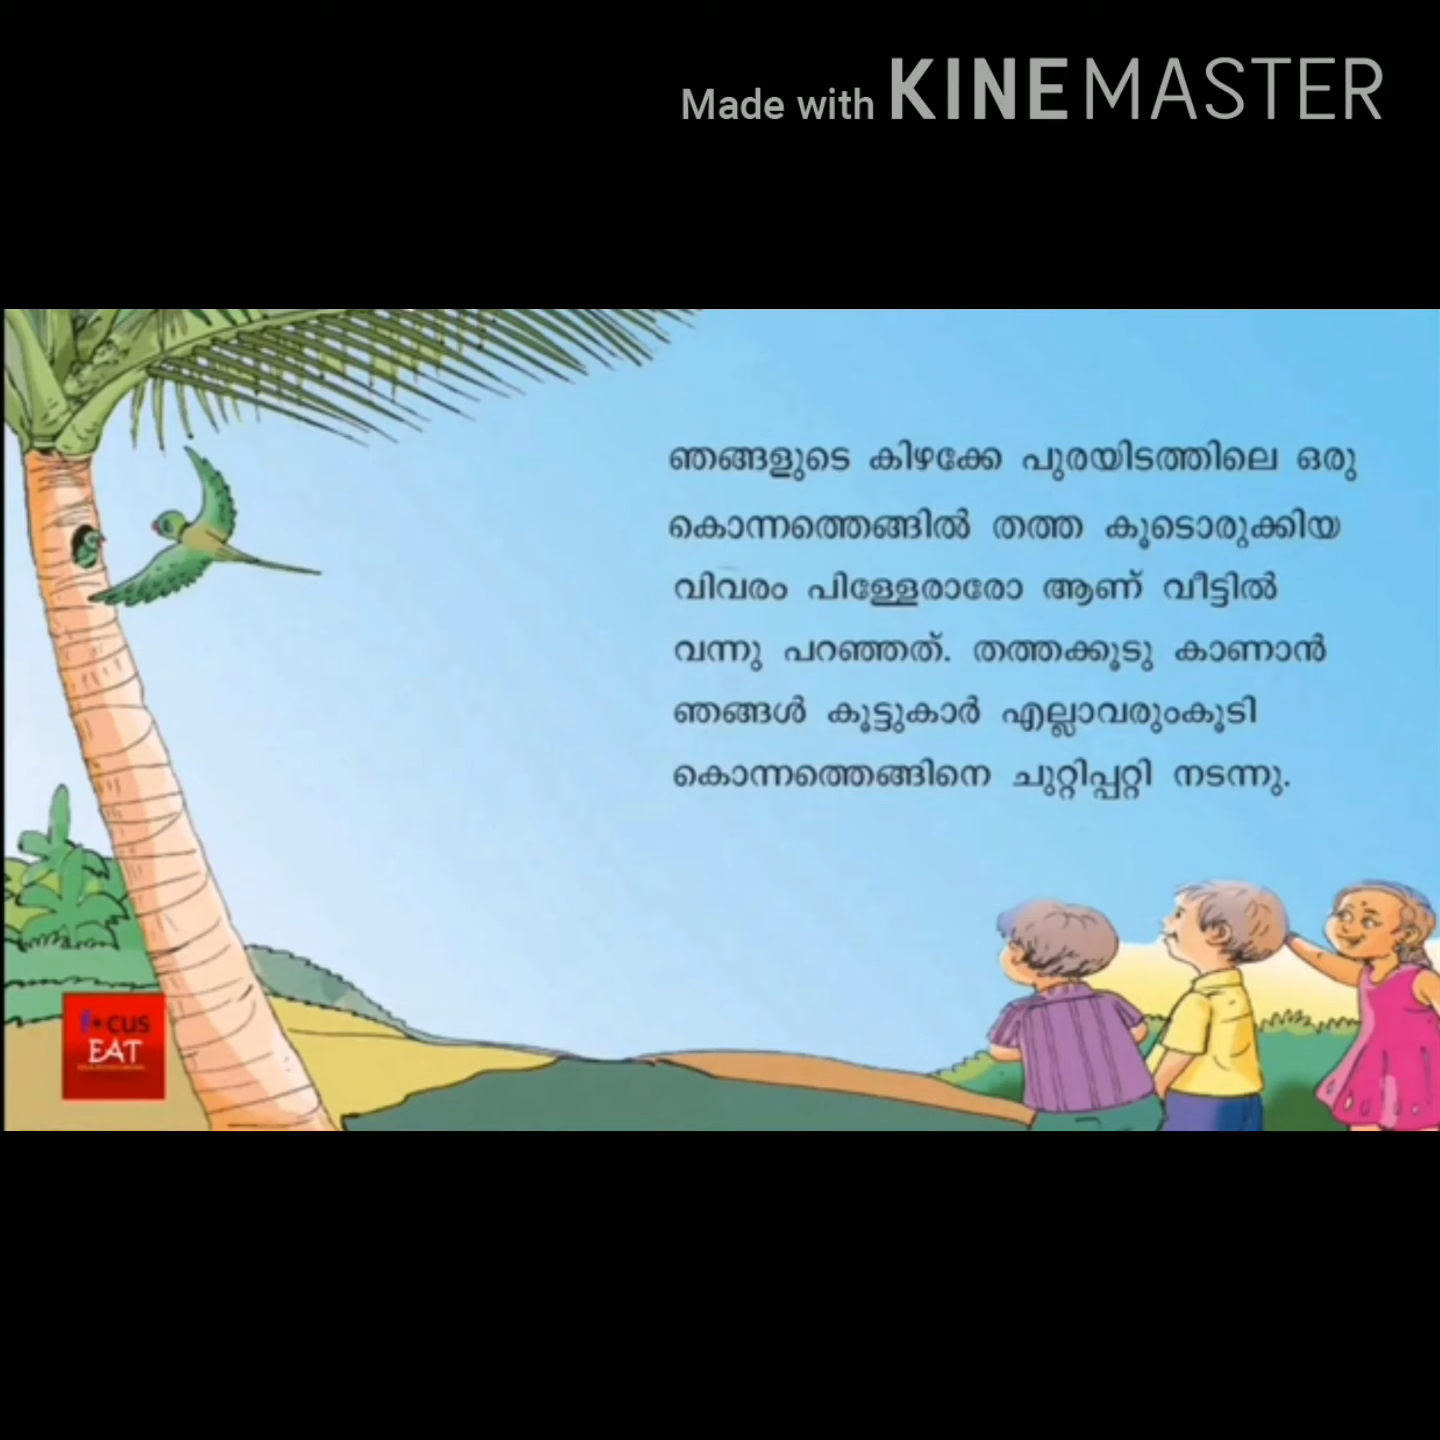 Made with KINEMASTER
ഞങ്ങളുടെ കിഴക്കേ പുരയിടത്തിലെ ഒരു
കൊന്നത്തെങ്ങിൽ തത്ത കൂടൊരുക്കിയ
വിവരം പിള്ളേരാരോ ആണ് വീട്ടിൽ
വന്നു പറഞ്ഞത്. തത്തക്കൂടു കാണാൻ
ഞങ്ങൾ കൂട്ടുകാർ എല്ലാവരുംകൂടി
കൊന്നത്തെങ്ങിനെ ചുറ്റിപ്പറ്റി നടന്നു.
EAT